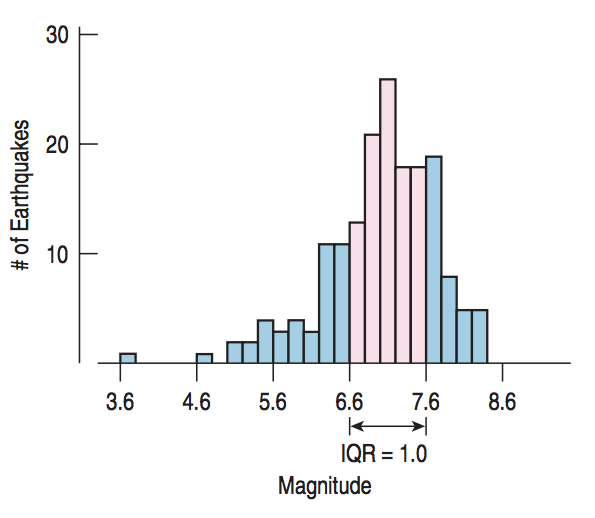 30
20
10
# of Earthquakes
3.6 4.6 5.6 6.6 7.6 8.6
IQR = 1.0
Magnitude